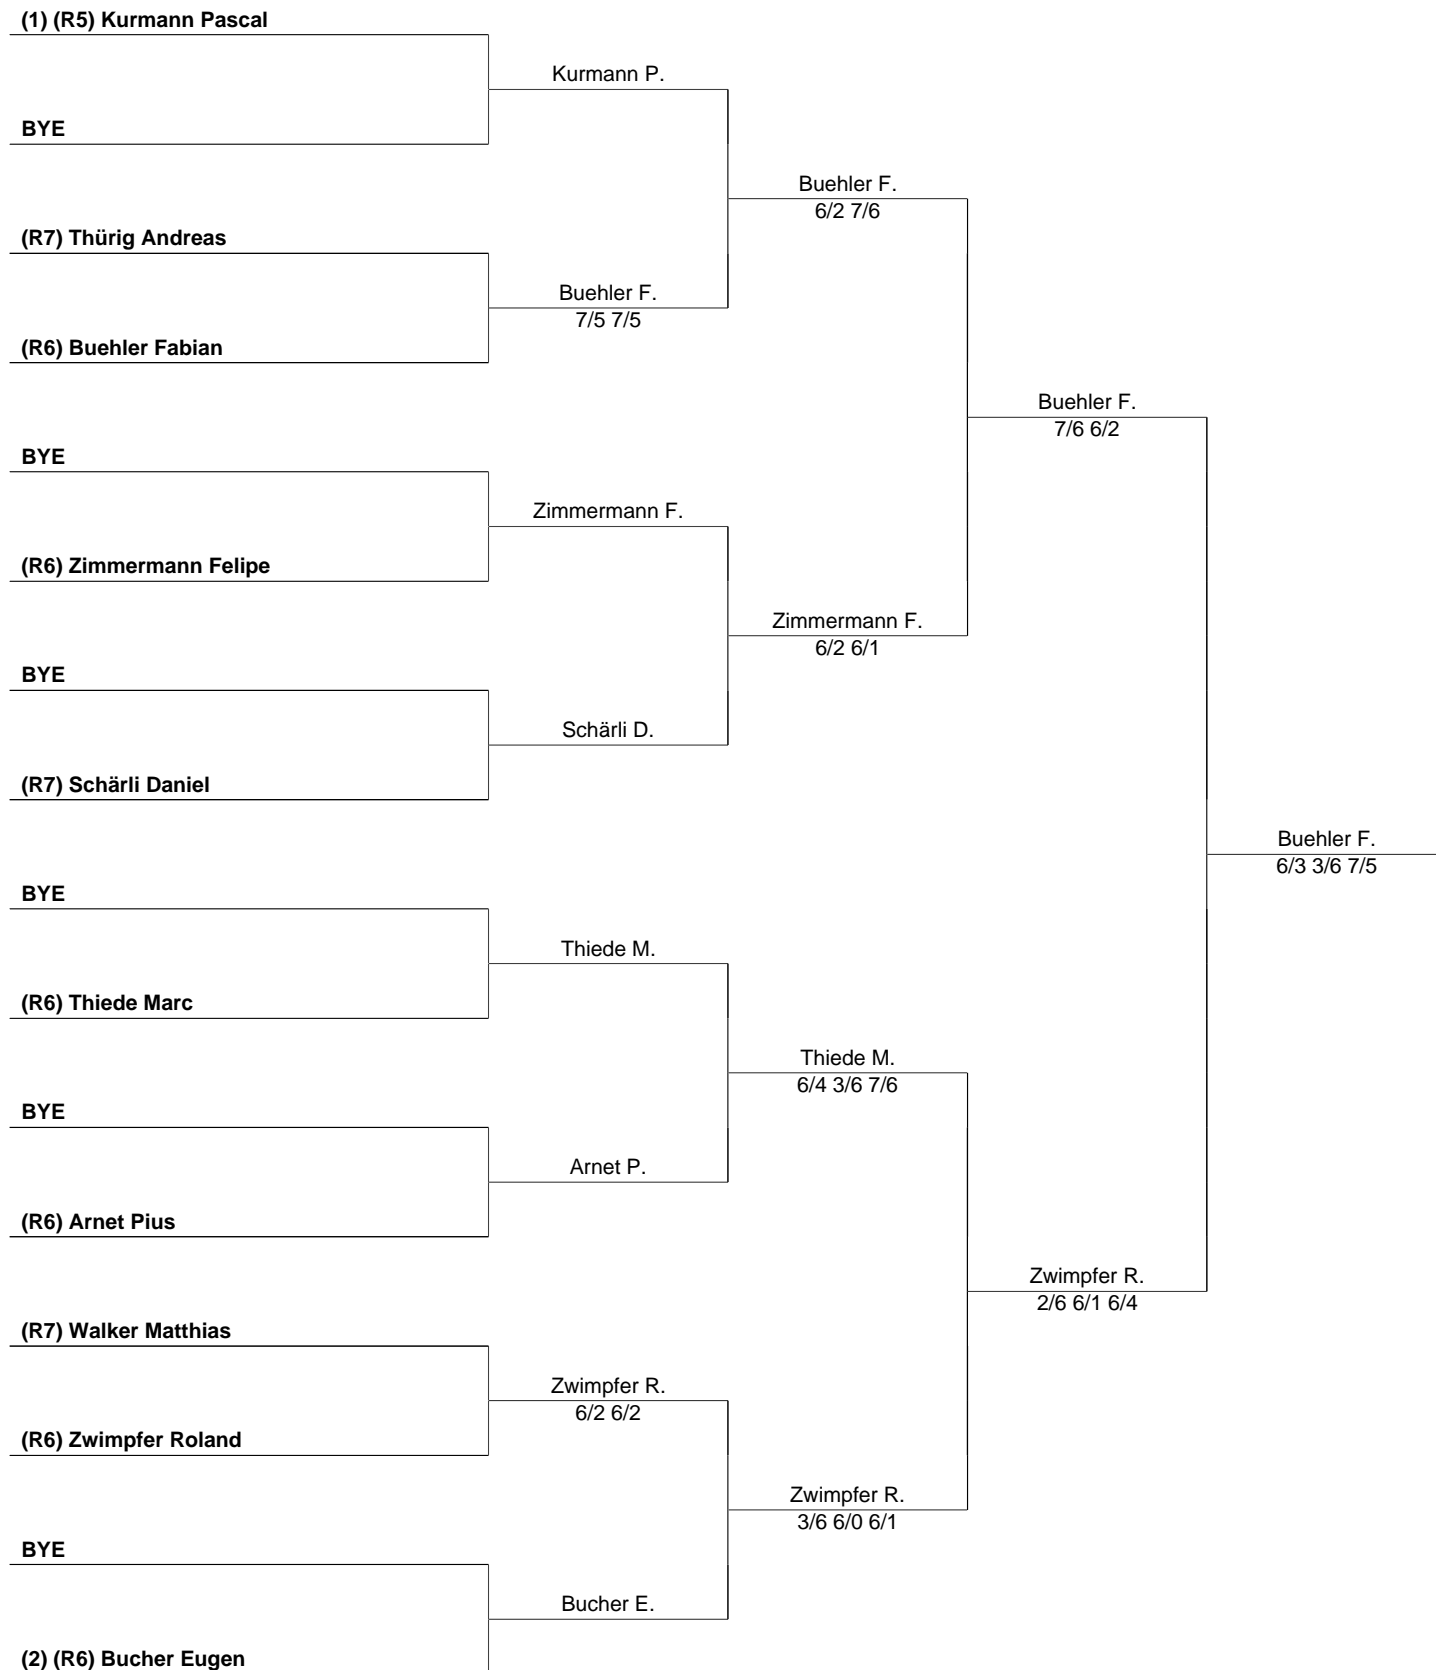 (1) (R5) Kurmann Pascal
Kurmann P.
BYE
Buehler F.
6/2 7/6
(R7) Thürig Andreas
Buehler F.
7/5 7/5
(R6) Buehler Fabian
Buehler F.
7/6 6/2
BYE
Zimmermann F.
(R6) Zimmermann Felipe
Zimmermann F.
6/2 6/1
BYE
Schärli D.
(R7) Schärli Daniel
Buehler F.
6/3 3/6 7/5
BYE
Thiede M.
(R6) Thiede Marc
Thiede M.
6/4 3/6 7/6
BYE
Arnet P.
(R6) Arnet Pius
Zwimpfer R.
2/6 6/1 6/4
(R7) Walker Matthias
Zwimpfer R.
6/2 6/2
(R6) Zwimpfer Roland
Zwimpfer R.
3/6 6/0 6/1
BYE
Bucher E.
(2) (R6) Bucher Eugen